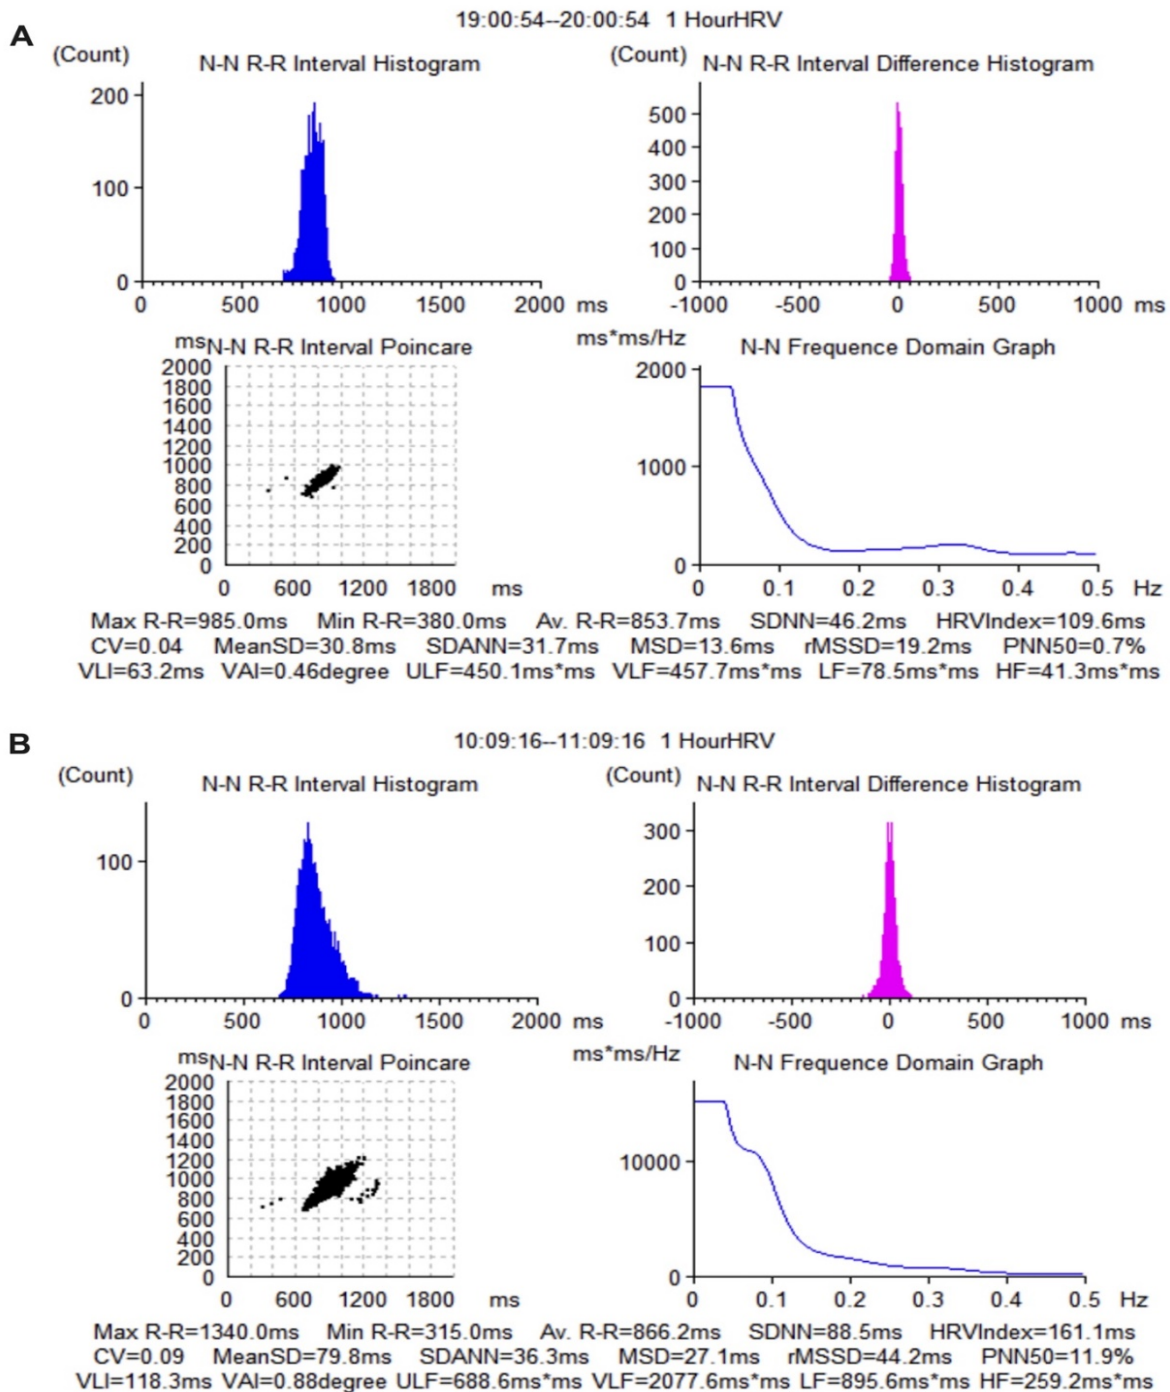 A
19:00:54--20:00:54 1 HourHRV
(Count)
N-N R-R Interval Histogram
200
100
0
0 500 1000 1500 2000 ms
(Count)
N-N R-R Interval Difference Histogram
500
400
300
200
100
0
-1000 -500 0 500 1000 ms
ms N-N R-R Interval Poincare
2000
1800
1600
1400
1200
1000
800
600
400
200
0
0 600 1200 1800 ms
ms*ms/Hz
N-N Frequence Domain Graph
2000
1000
0
0 0.1 0.2 0.3 0.4 0.5 Hz
Max R-R=985.0ms Min R-R=380.0ms Av. R-R=853.7ms SDNN=46.2ms HRVIndex=109.6ms
CV=0.04 MeanSD=30.8ms SDANN=31.7ms MSD=13.6ms rMSSD=19.2ms PNN50=0.7%
VLI=63.2ms VAI=0.46degree ULF=450.1ms*ms VLF=457.7ms*ms LF=78.5ms*ms HF=41.3ms*ms
B
10:09:16--11:09:16 1 HourHRV
(Count)
N-N R-R Interval Histogram
100
0
0 500 1000 1500 2000 ms
(Count)
N-N R-R Interval Difference Histogram
300
200
100
0
-1000 -500 0 500 1000 ms
ms N-N R-R Interval Poincare
2000
1800
1600
1400
1200
1000
800
600
400
200
0
0 600 1200 1800 ms
ms*ms/Hz
N-N Frequence Domain Graph
10000
0
0 0.1 0.2 0.3 0.4 0.5 Hz
Max R-R=1340.0ms Min R-R=315.0ms Av. R-R=866.2ms SDNN=88.5ms HRVIndex=161.1ms
CV=0.09 MeanSD=79.8ms SDANN=36.3ms MSD=27.1ms rMSSD=44.2ms PNN50=11.9%
VLI=118.3ms VAI=0.88degree ULF=688.6ms*ms VLF=2077.6ms*ms LF=895.6ms*ms HF=259.2ms*ms